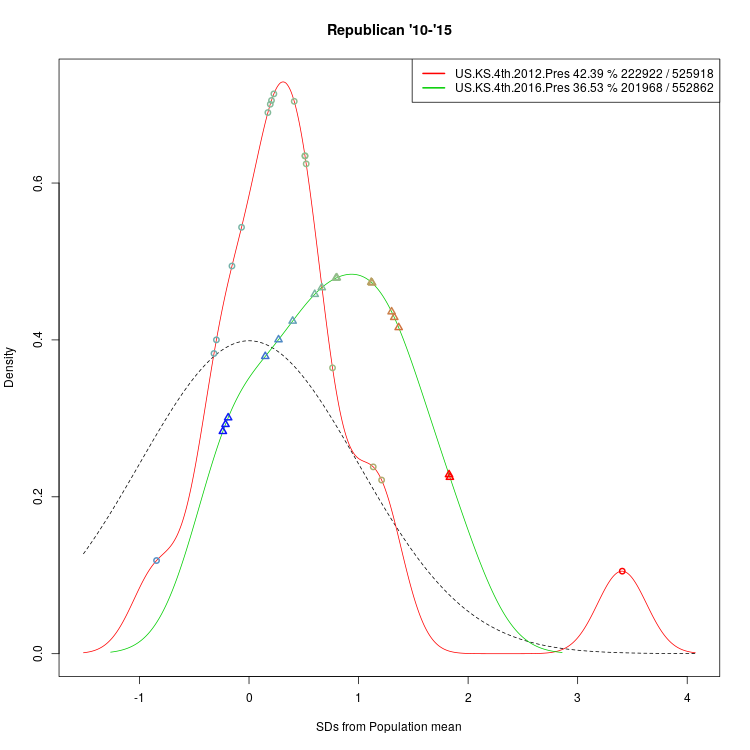 Republican '10-'15
US.KS.4th.2012.Pres 42.39 % 222922 / 525918
US.KS.4th.2016.Pres 36.53 % 201968 / 552862
Density
0.6
0.4
0.2
0.0
-1 0 1 2 3 4
SDs from Population mean